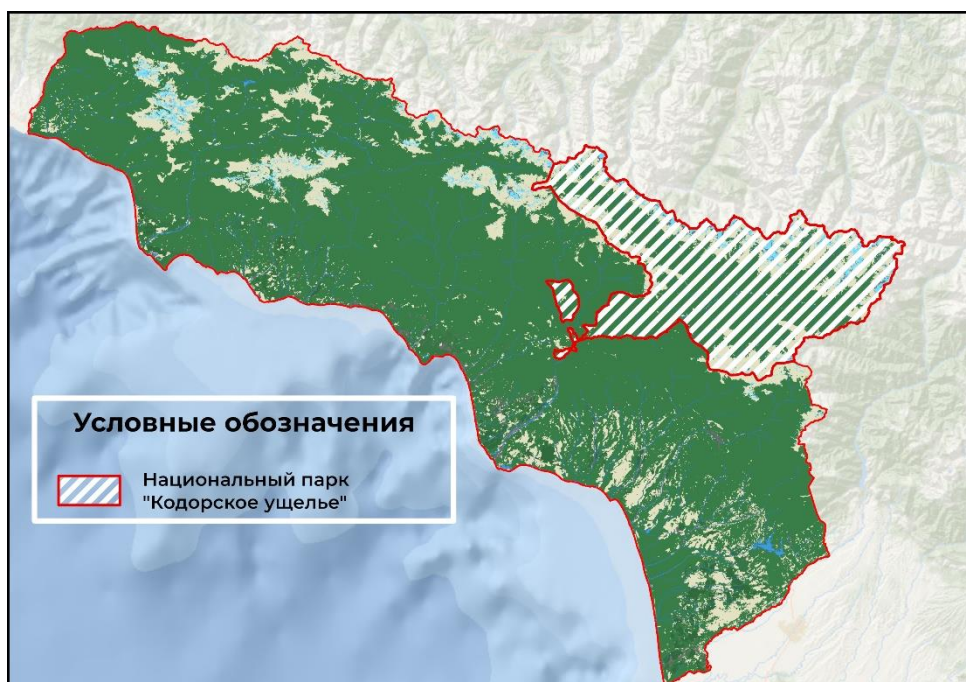 Условные обозначения
Национальный парк
"Кодорское ущелье"